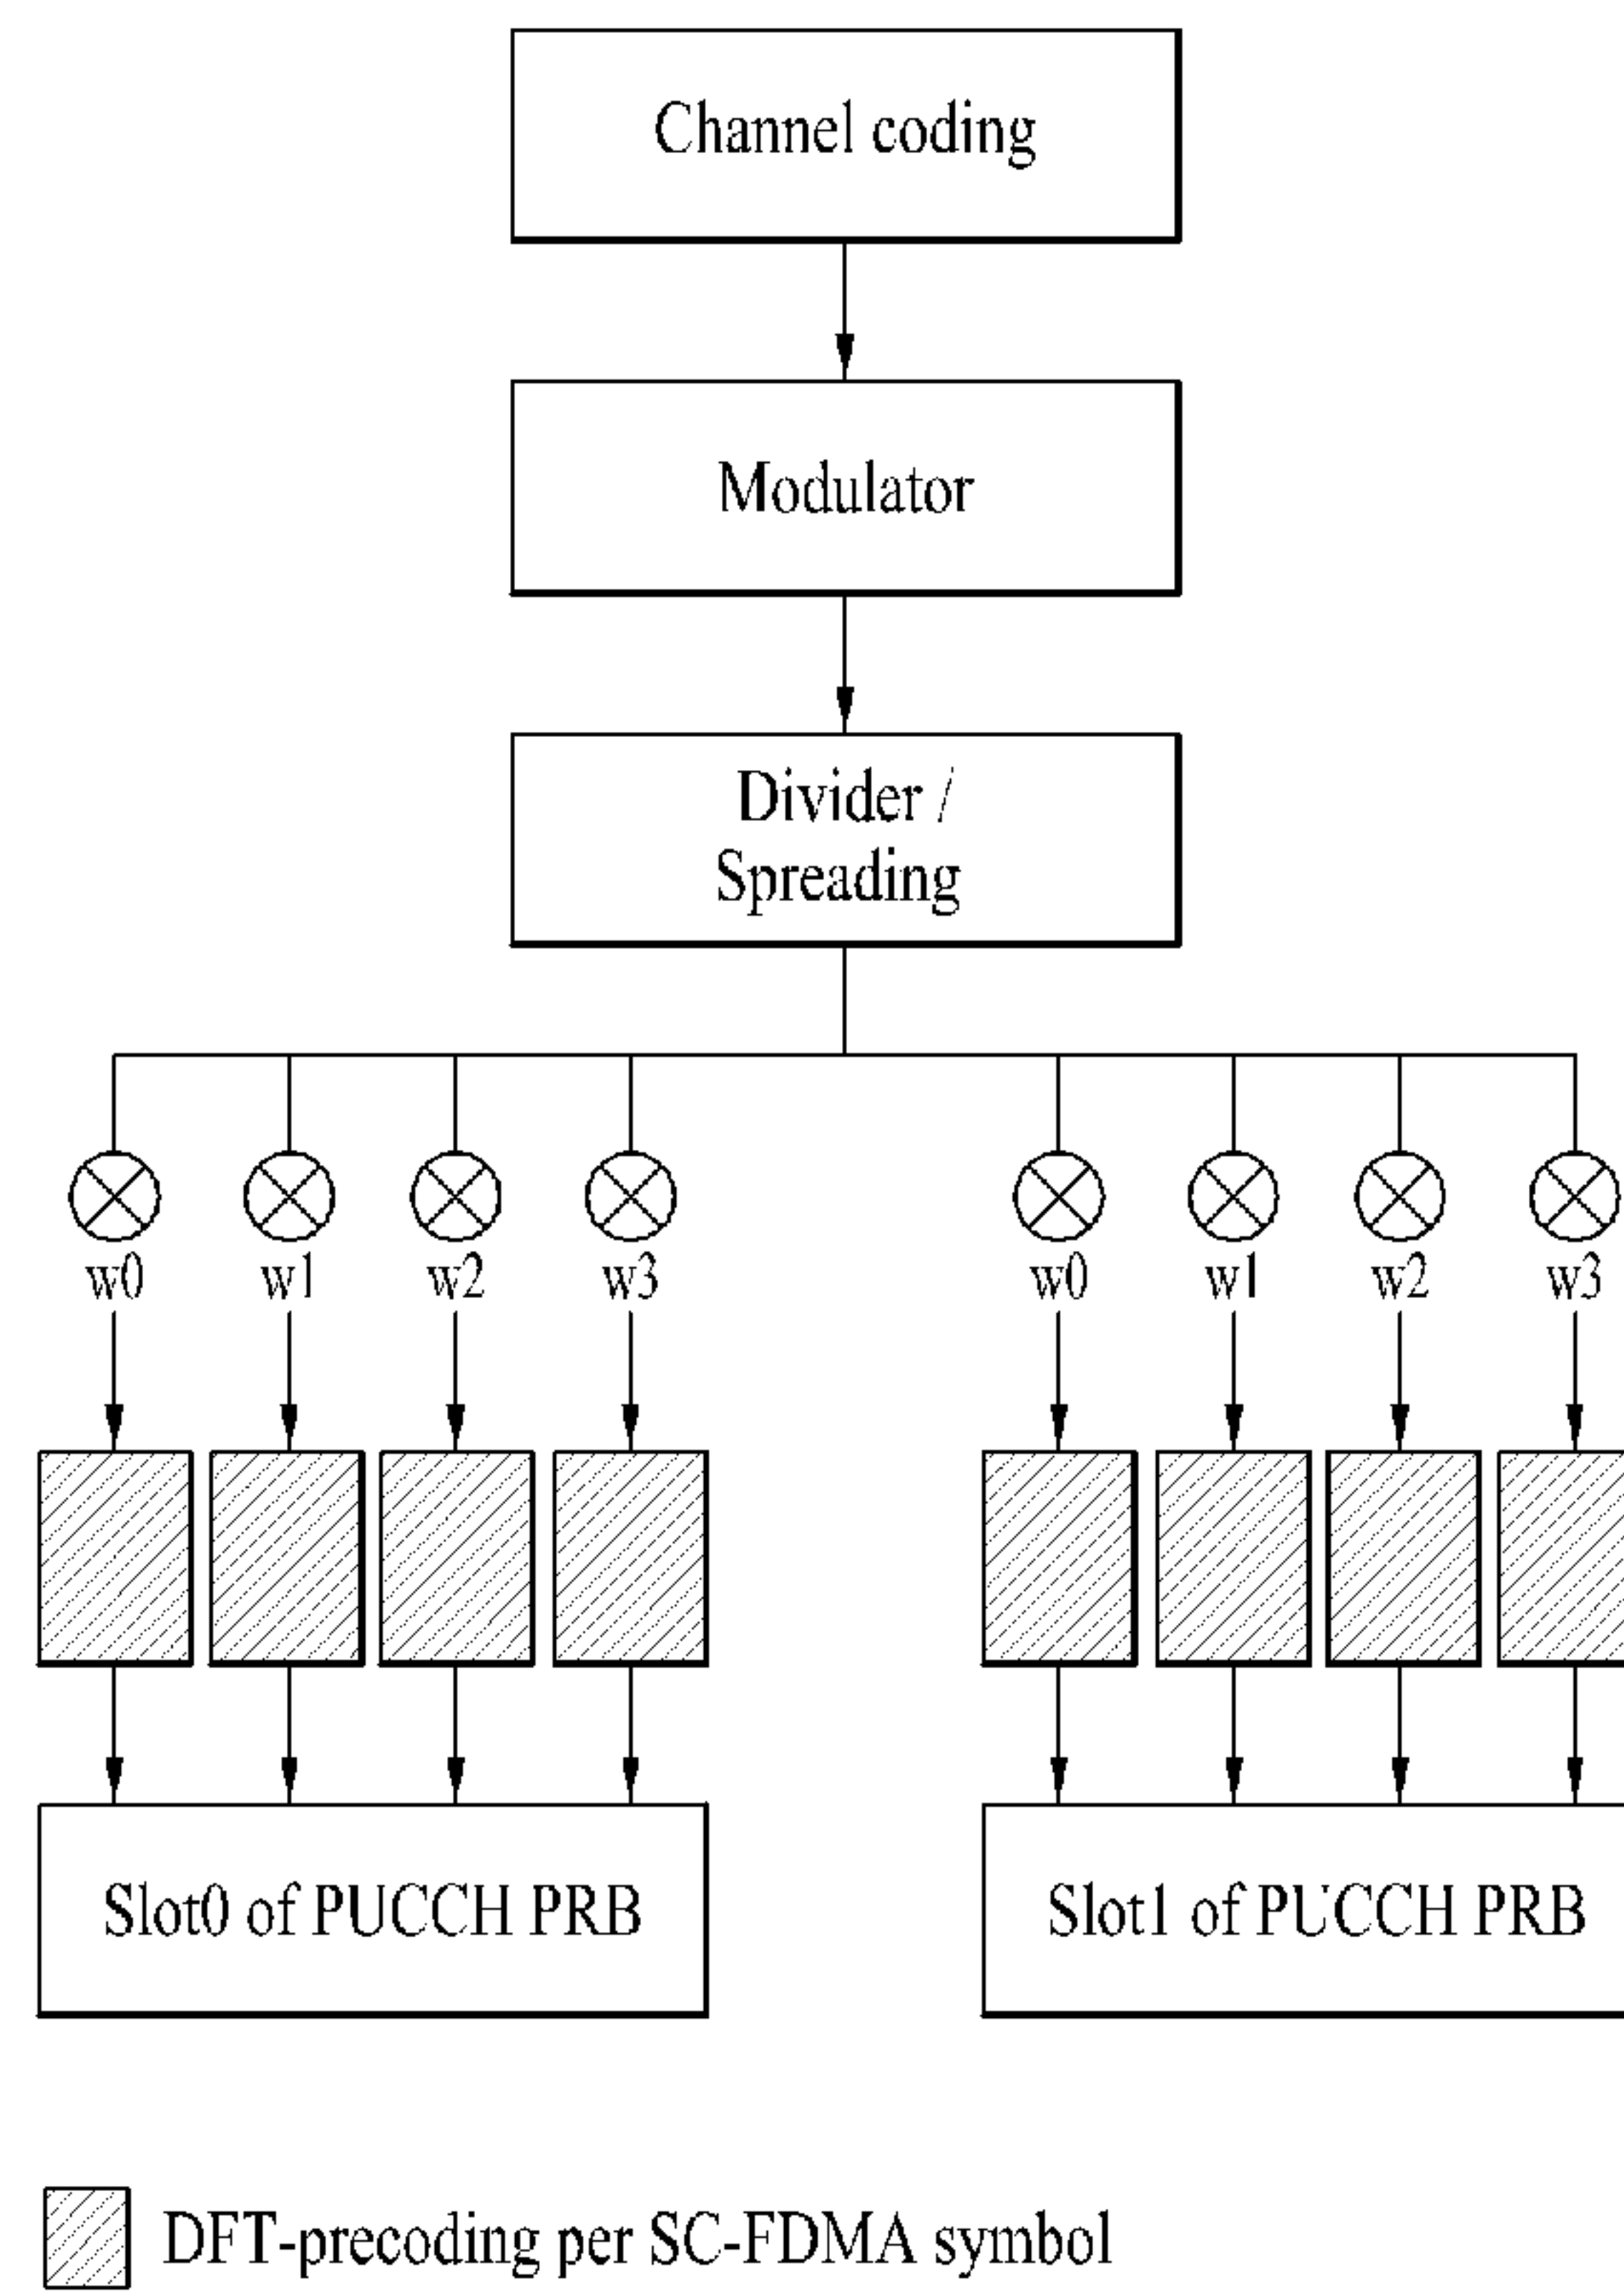 Channel coding
Modulator
Divider /
Spreading
w0 w1 w2 w3 w0 w1 w2 w3
Slot0 of PUCCH PRB Slot1 of PUCCH PRB
DFT-precoding per SC-FDMA symbol